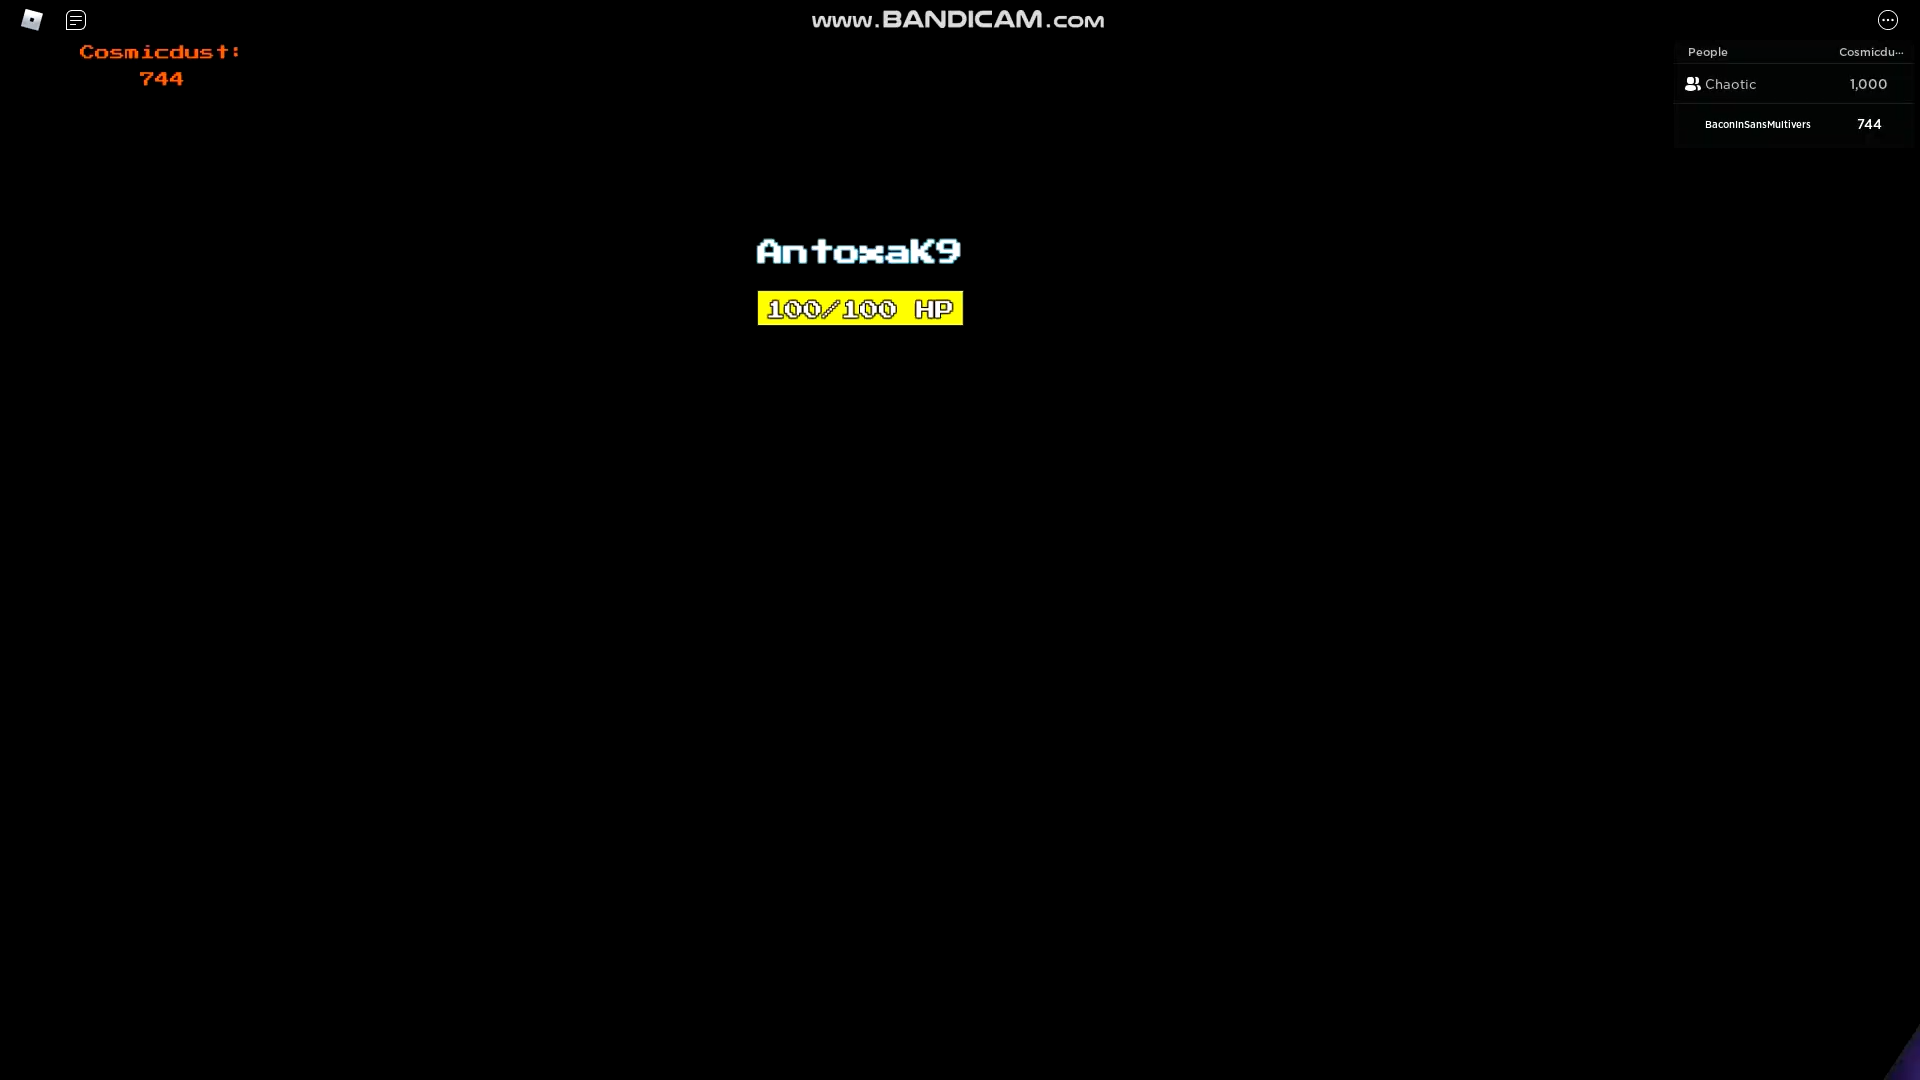 www.BANDICAM.com
Cosmicdust:
744
People Cosmicdu...
Chaotic 1,000
BaconInSansMultivers 744
AntoxaK9
100/100 HP